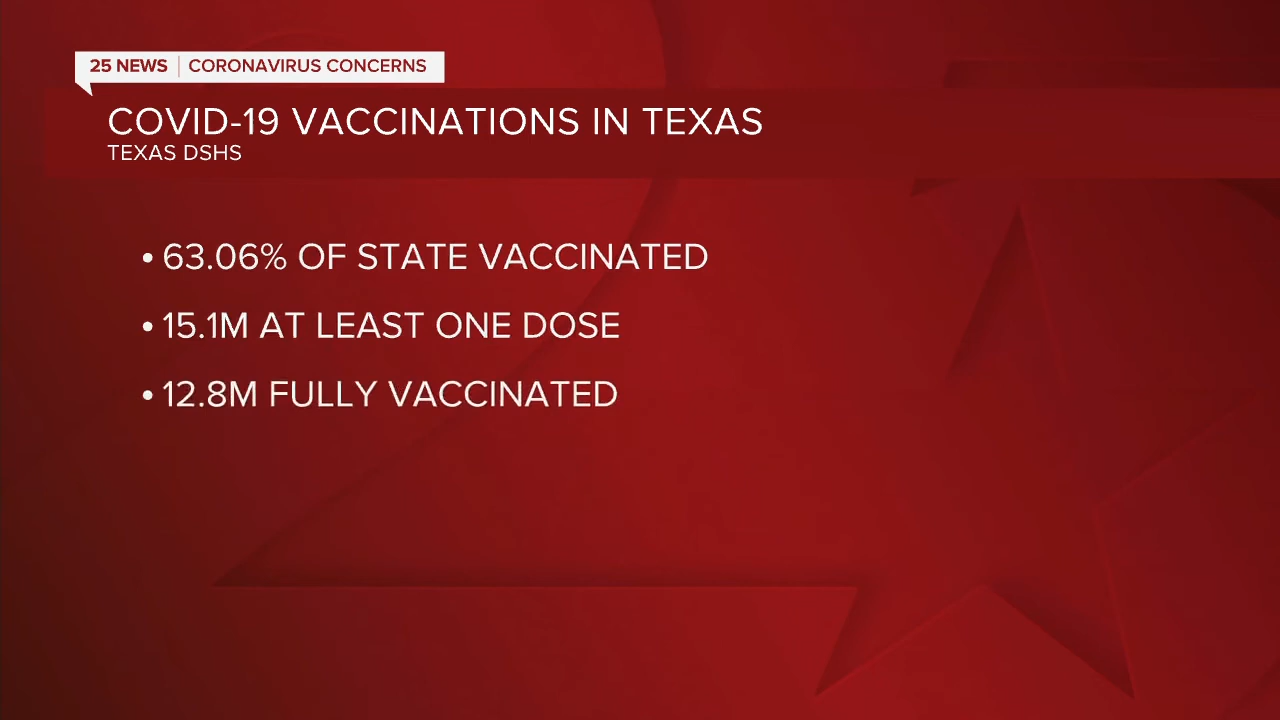 25 NEWS | CORONAVIRUS CONCERNS
COVID-19 VACCINATIONS IN TEXAS
TEXAS DSHS
• 63.06% OF STATE VACCINATED
• 15.1M AT LEAST ONE DOSE
• 12.8M FULLY VACCINATED